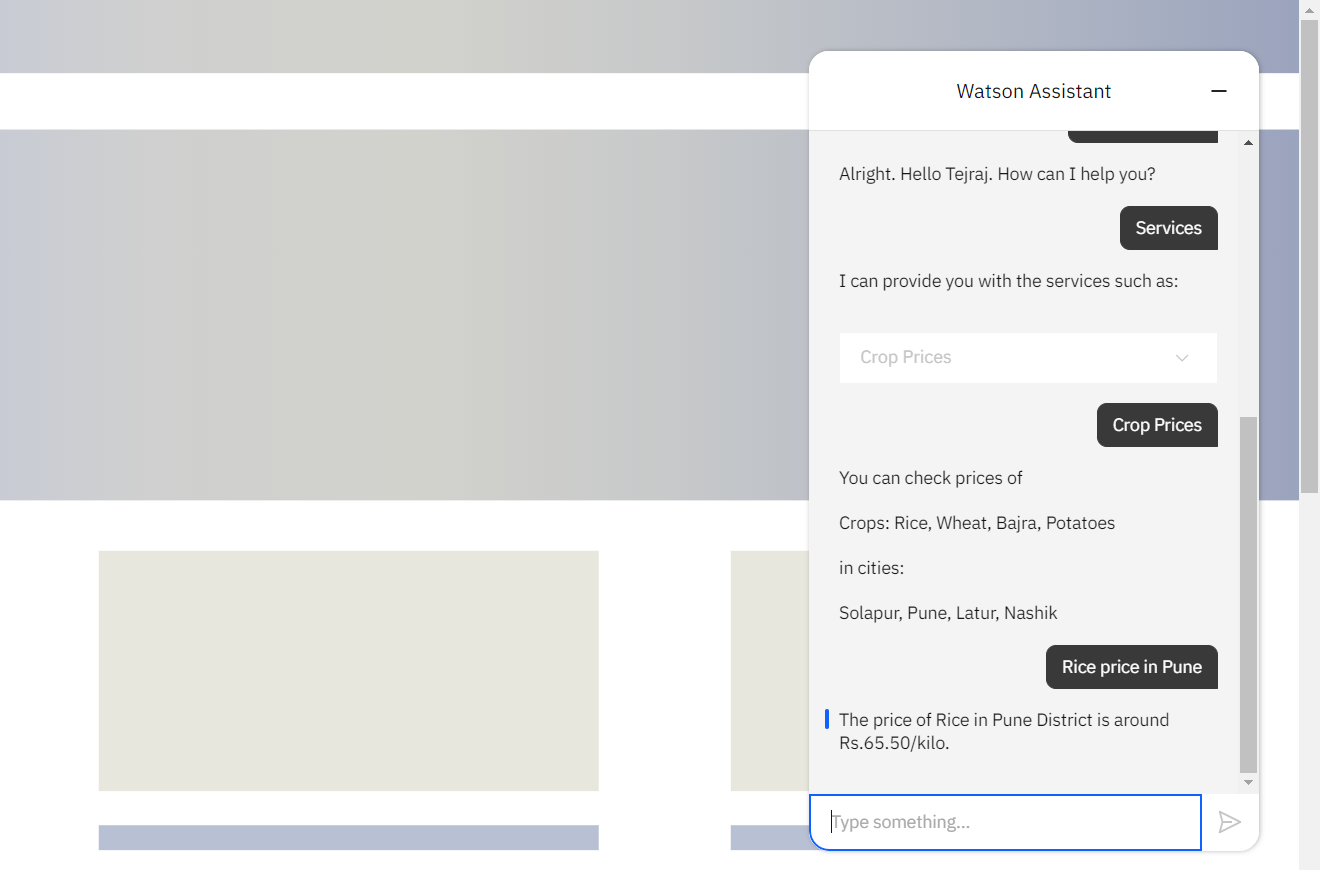 Watson Assistant
Alright. Hello Tejraj. How can I help you?
Services
I can provide you with the services such as:
Crop Prices
Crop Prices
You can check prices of
Crops: Rice, Wheat, Bajra, Potatoes
in cities:
Solapur, Pune, Latur, Nashik
Rice price in Pune
The price of Rice in Pune District is around
Rs.65.50/kilo.
Type something...